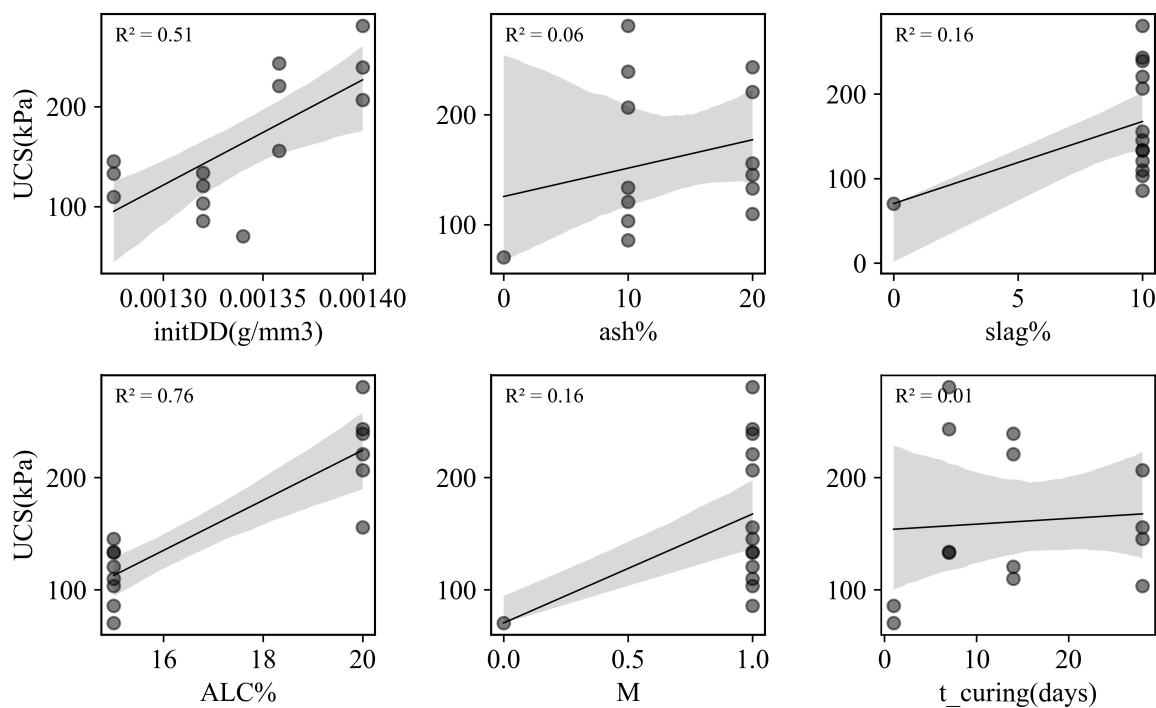 R² = 0.51
UCS(kPa)
200
100
0.00130 0.00135 0.00140
initDD(g/mm3)
R² = 0.06
200
100
0 10 20
ash%
R² = 0.16
200
100
0
0 5 10
slag%
R² = 0.76
UCS(kPa)
200
100
16 18 20
ALC%
R² = 0.16
200
100
0.0 0.5 1.0
M
R² = 0.01
200
100
0 10 20
t_curing(days)